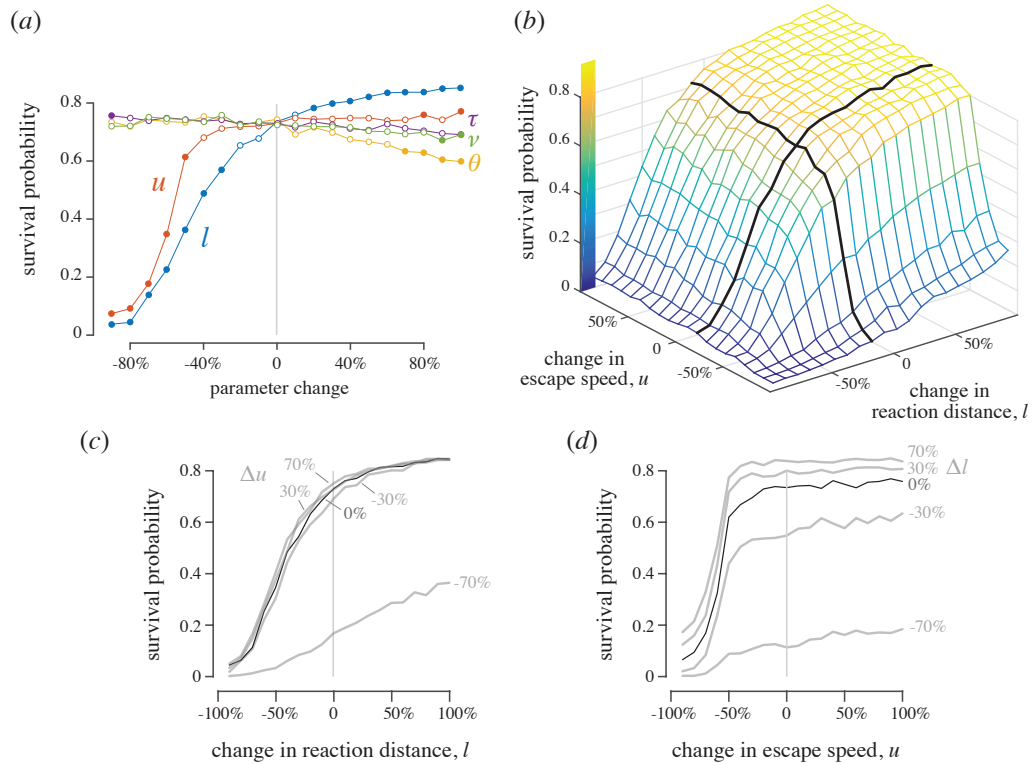 (a)
survival probability
0.8
0.6
0.4
0.2
0
-80%
-40%
0
40%
80%
parameter change
u
l
τ
ν
θ
(b)
survival probability
0.8
0.6
0.4
0.2
0
50%
0
-50%
change in
escape speed, u
-50%
0
50%
change in
reaction distance, l
(c)
survival probability
0.8
0.6
0.4
0.2
0
Δu
70%
30%
0%
-30%
-70%
-100%
-50%
0
50%
100%
change in reaction distance, l
(d)
survival probability
0.8
0.6
0.4
0.2
0
70%
30%
Δl
0%
-30%
-70%
-100%
-50%
0
50%
100%
change in escape speed, u